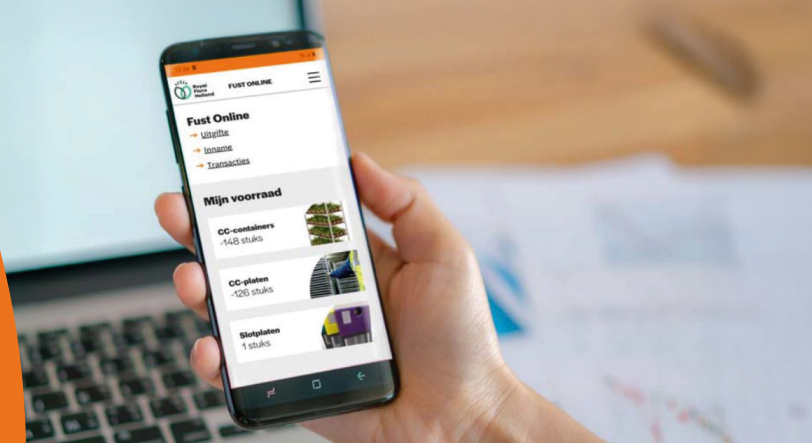 Royal
Flora
Holland
FUST ONLINE
Fust Online
→ Uitgifte
→ Inname
→ Transacties
Mijn voorraad
CC-containers
-148 stuks
CC-platen
-126 stuks
Slotplaten
1 stuks